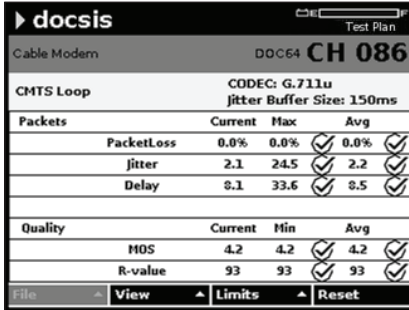 E F
docsis Test Plan
Cable Modem DOC64 CH 086
CMTS Loop CODEC: G.711u
Jitter Buffer Size: 150ms
Packets Current Max Avg
PacketLoss 0.0% 0.0% 0.0%
Jitter 2.1 24.5 2.2
Delay 8.1 33.6 8.5
Quality Current Min Avg
MOS 4.2 4.2 4.2
R-value 93 93 93
File View Limits Reset